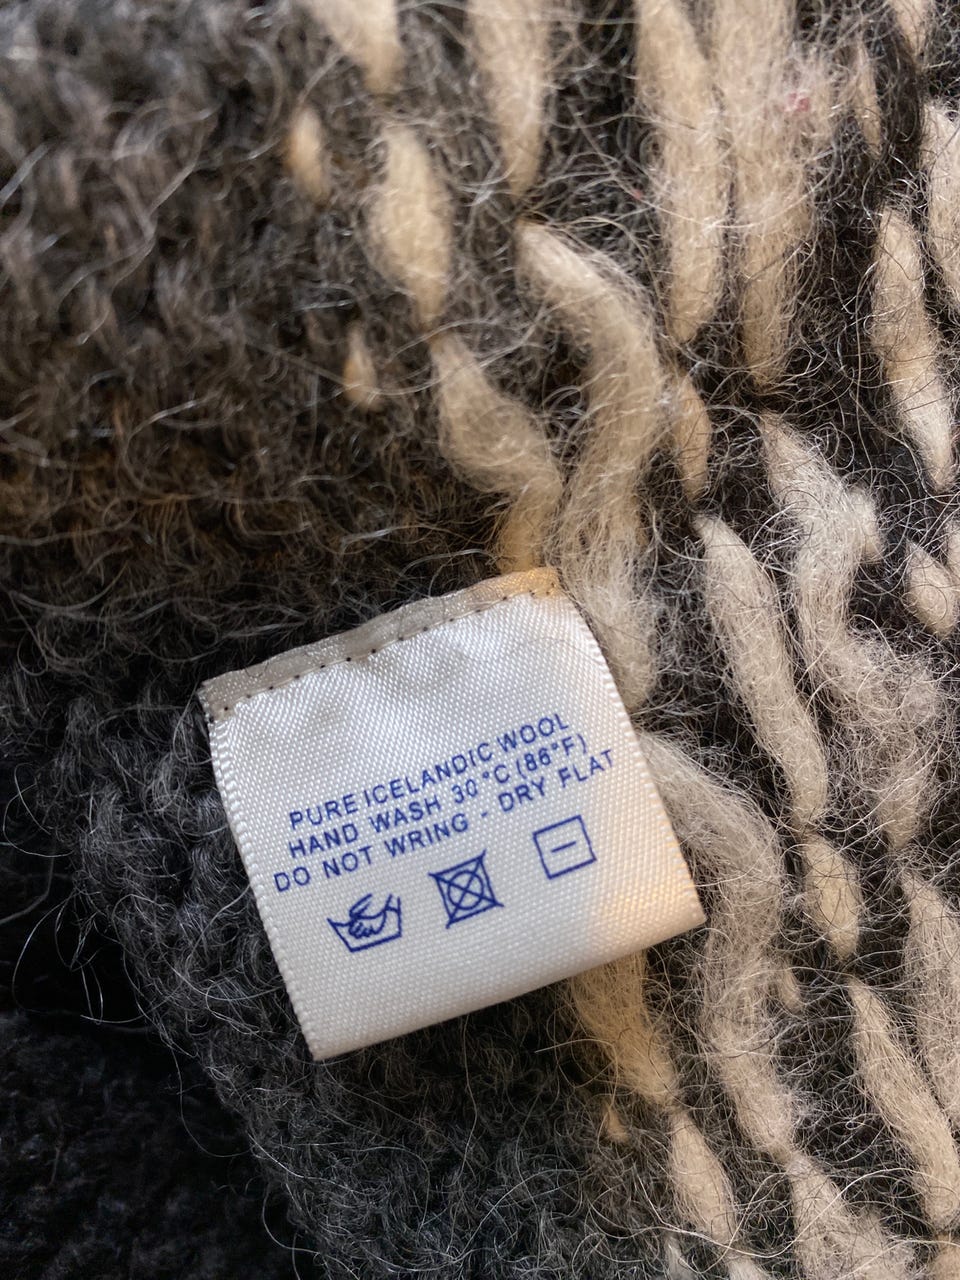 PURE ICELANDIC WOOL
HAND WASH 30°C (86°F)
DO NOT WRING - DRY FLAT